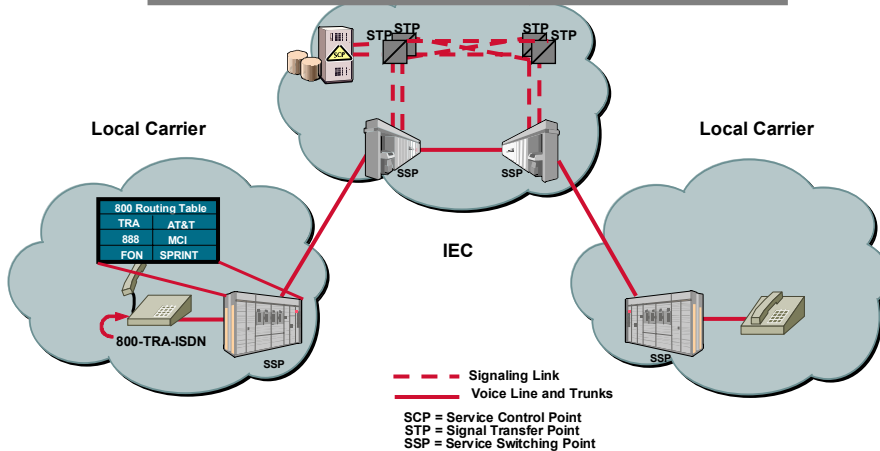 STP
STP
STP
STP
SCP
SSP
SSP
Local Carrier
Local Carrier
IEC
800 Routing Table
TRA AT&T
888 MCI
FON SPRINT
800-TRA-ISDN
SSP
SSP
Signaling Link
Voice Line and Trunks
SCP = Service Control Point
STP = Signal Transfer Point
SSP = Service Switching Point